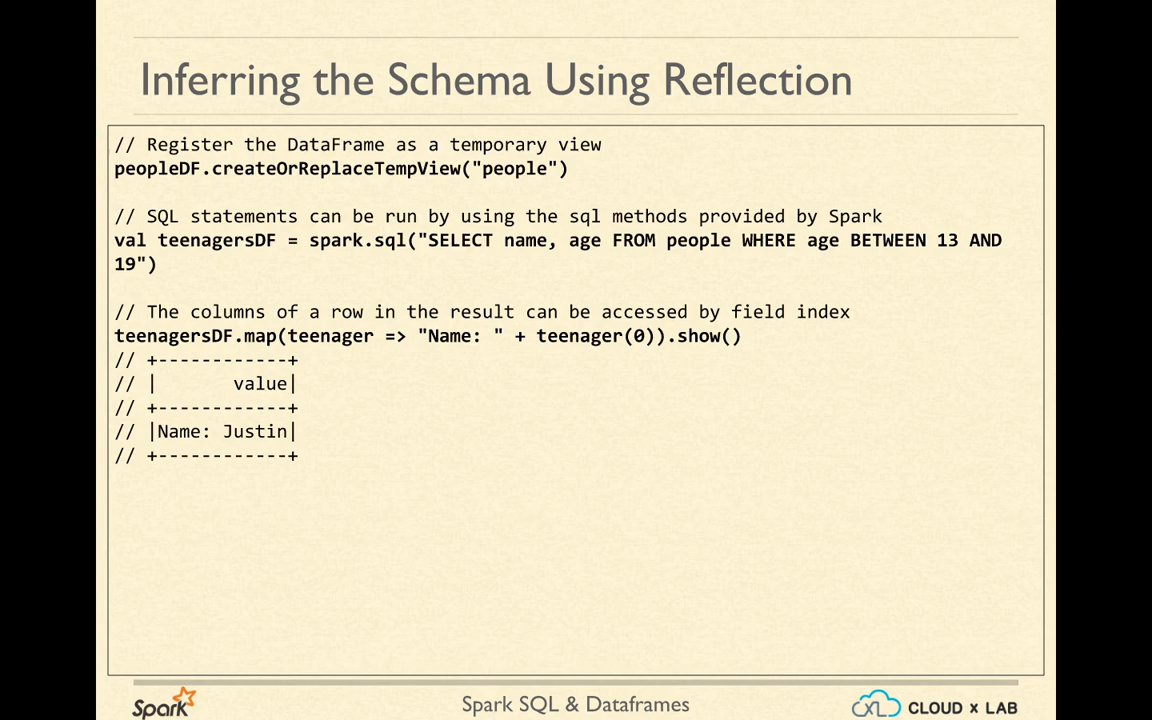 Inferring the Schema Using Reflection
// Register the DataFrame as a temporary view
peopleDF.createOrReplaceTempView("people")
// SQL statements can be run by using the sql methods provided by Spark
val teenagersDF = spark.sql("SELECT name, age FROM people WHERE age BETWEEN 13 AND
19")
// The columns of a row in the result can be accessed by field index
teenagersDF.map(teenager => "Name: " + teenager(0)).show()
// +------------+
// |       value|
// +------------+
// |Name: Justin|
// +------------+
Spark
Spark SQL & Dataframes
CXL CLOUD x LAB